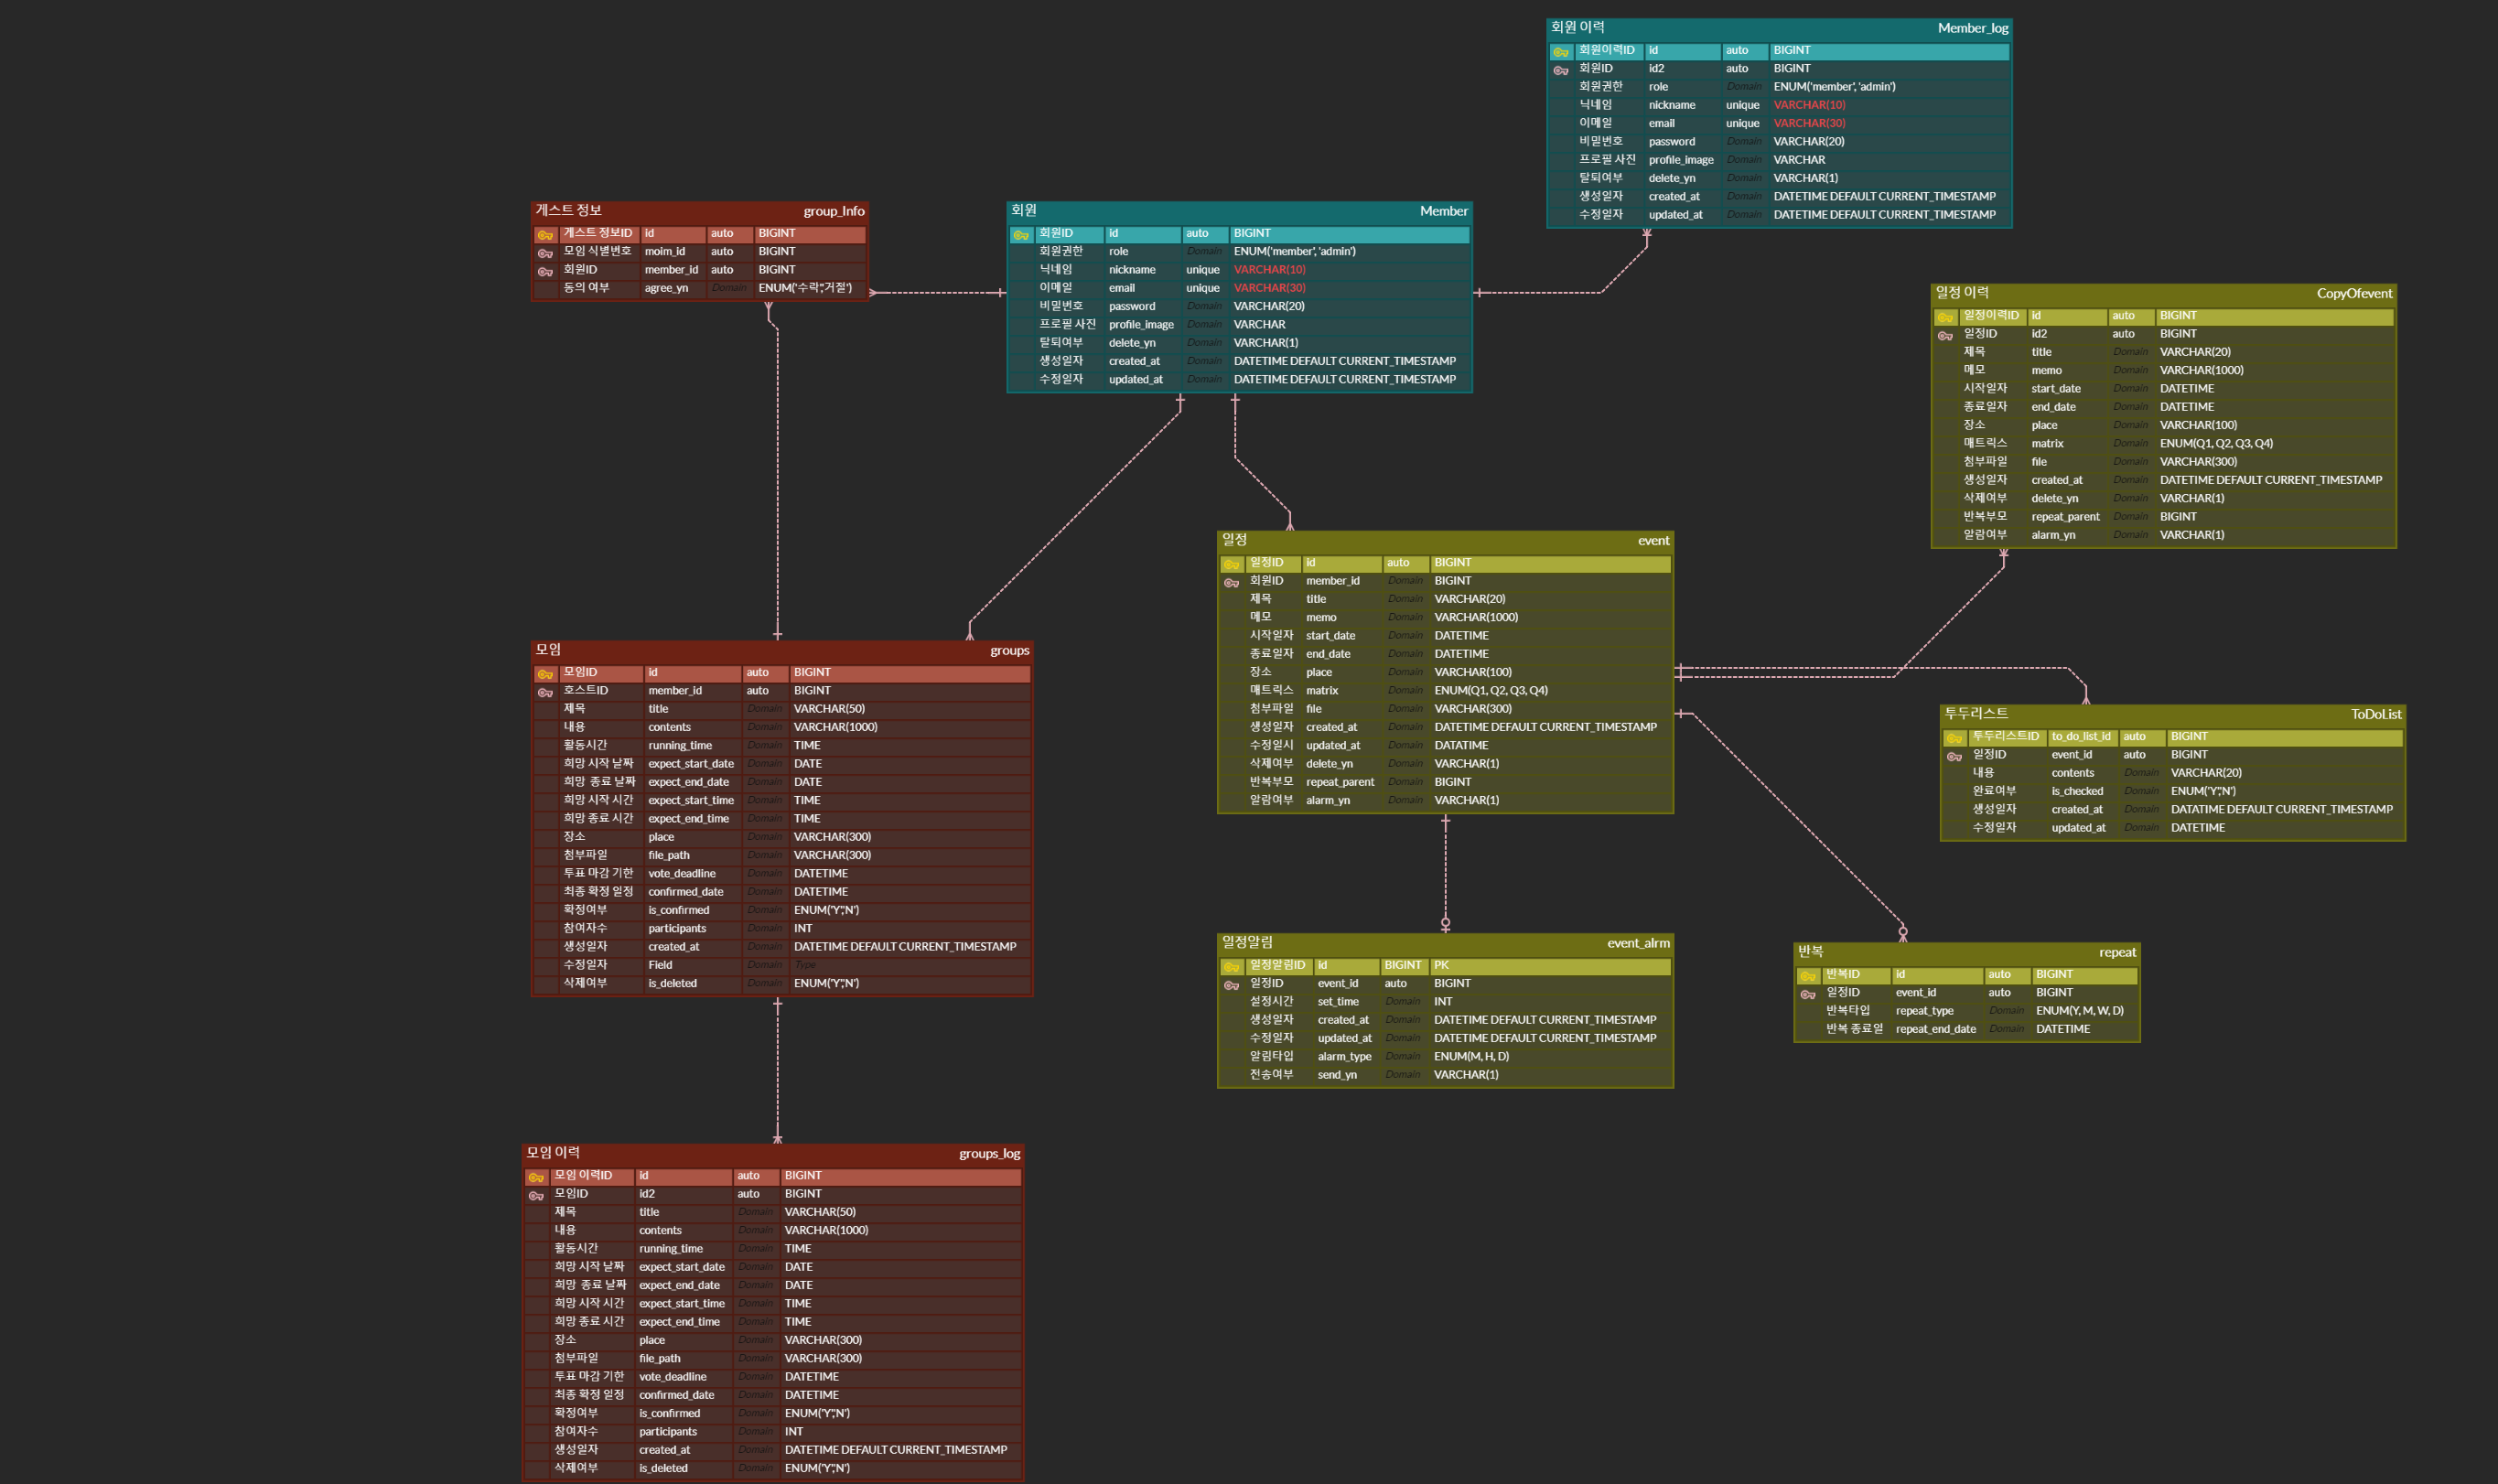 회원 이력 Member_log
회원이력ID id auto BIGINT
회원ID id2 auto BIGINT
회원권한 role Domain ENUM('member', 'admin')
닉네임 nickname unique VARCHAR(10)
이메일 email unique VARCHAR(30)
비밀번호 password Domain VARCHAR(20)
프로필 사진 profile_image Domain VARCHAR
탈퇴여부 delete_yn Domain VARCHAR(1)
생성일자 created_at Domain DATETIME DEFAULT CURRENT_TIMESTAMP
수정일자 updated_at Domain DATETIME DEFAULT CURRENT_TIMESTAMP
게스트 정보 group_Info
게스트 정보ID id auto BIGINT
모임 식별번호 moim_id auto BIGINT
회원ID member_id auto BIGINT
동의 여부 agree_yn Domain ENUM('수락','거절')
회원 Member
회원ID id auto BIGINT
회원권한 role Domain ENUM('member', 'admin')
닉네임 nickname unique VARCHAR(10)
이메일 email unique VARCHAR(30)
비밀번호 password Domain VARCHAR(20)
프로필 사진 profile_image Domain VARCHAR
탈퇴여부 delete_yn Domain VARCHAR(1)
생성일자 created_at Domain DATETIME DEFAULT CURRENT_TIMESTAMP
수정일자 updated_at Domain DATETIME DEFAULT CURRENT_TIMESTAMP
일정 이력 CopyOfevent
일정이력ID id auto BIGINT
일정ID id2 auto BIGINT
제목 title Domain VARCHAR(20)
메모 memo Domain VARCHAR(1000)
시작일자 start_date Domain DATETIME
종료일자 end_date Domain DATETIME
장소 place Domain VARCHAR(100)
매트릭스 matrix Domain ENUM(Q1, Q2, Q3, Q4)
첨부파일 file Domain VARCHAR(300)
생성일자 created_at Domain DATETIME DEFAULT CURRENT_TIMESTAMP
삭제여부 delete_yn Domain VARCHAR(1)
반복부모 repeat_parent Domain BIGINT
알람여부 alarm_yn Domain VARCHAR(1)
일정 event
일정ID id auto BIGINT
회원ID member_id Domain BIGINT
제목 title Domain VARCHAR(20)
메모 memo Domain VARCHAR(1000)
시작일자 start_date Domain DATETIME
종료일자 end_date Domain DATETIME
장소 place Domain VARCHAR(100)
매트릭스 matrix Domain ENUM(Q1, Q2, Q3, Q4)
첨부파일 file Domain VARCHAR(300)
생성일자 created_at Domain DATETIME DEFAULT CURRENT_TIMESTAMP
수정일시 updated_at Domain DATATIME
삭제여부 delete_yn Domain VARCHAR(1)
반복부모 repeat_parent Domain BIGINT
알람여부 alarm_yn Domain VARCHAR(1)
모임 groups
모임ID id auto BIGINT
호스트ID member_id auto BIGINT
제목 title Domain VARCHAR(50)
내용 contents Domain VARCHAR(1000)
활동시간 running_time Domain TIME
희망 시작 날짜 expect_start_date Domain DATE
희망 종료 날짜 expect_end_date Domain DATE
희망 시작 시간 expect_start_time Domain TIME
희망 종료 시간 expect_end_time Domain TIME
장소 place Domain VARCHAR(300)
첨부파일 file_path Domain VARCHAR(300)
투표 마감 기한 vote_deadline Domain DATETIME
최종 확정 일정 confirmed_date Domain DATETIME
확정여부 is_confirmed Domain ENUM('Y','N')
참여자수 participants Domain INT
생성일자 created_at Domain DATETIME DEFAULT CURRENT_TIMESTAMP
수정일자 Field Domain Type
삭제여부 is_deleted Domain ENUM('Y','N')
투두리스트 ToDoList
투두리스트ID to_do_list_id auto BIGINT
일정ID event_id auto BIGINT
내용 contents Domain VARCHAR(20)
완료여부 is_checked Domain ENUM('Y','N')
생성일자 created_at Domain DATATIME DEFAULT CURRENT_TIMESTAMP
수정일자 updated_at Domain DATETIME
일정알림 event_alrm
일정알림ID id BIGINT PK
일정ID event_id auto BIGINT
설정시간 set_time Domain INT
생성일자 created_at Domain DATETIME DEFAULT CURRENT_TIMESTAMP
수정일자 updated_at Domain DATETIME DEFAULT CURRENT_TIMESTAMP
알림타입 alarm_type Domain ENUM(M, H, D)
전송여부 send_yn Domain VARCHAR(1)
반복 repeat
반복ID id auto BIGINT
일정ID event_id auto BIGINT
반복타입 repeat_type Domain ENUM(Y, M, W, D)
반복 종료일 repeat_end_date Domain DATETIME
모임 이력 groups_log
모임 이력ID id auto BIGINT
모임ID id2 auto BIGINT
제목 title Domain VARCHAR(50)
내용 contents Domain VARCHAR(1000)
활동시간 running_time Domain TIME
희망 시작 날짜 expect_start_date Domain DATE
희망 종료 날짜 expect_end_date Domain DATE
희망 시작 시간 expect_start_time Domain TIME
희망 종료 시간 expect_end_time Domain TIME
장소 place Domain VARCHAR(300)
첨부파일 file_path Domain VARCHAR(300)
투표 마감 기한 vote_deadline Domain DATETIME
최종 확정 일정 confirmed_date Domain DATETIME
확정여부 is_confirmed Domain ENUM('Y','N')
참여자수 participants Domain INT
생성일자 created_at Domain DATETIME DEFAULT CURRENT_TIMESTAMP
삭제여부 is_deleted Domain ENUM('Y','N')